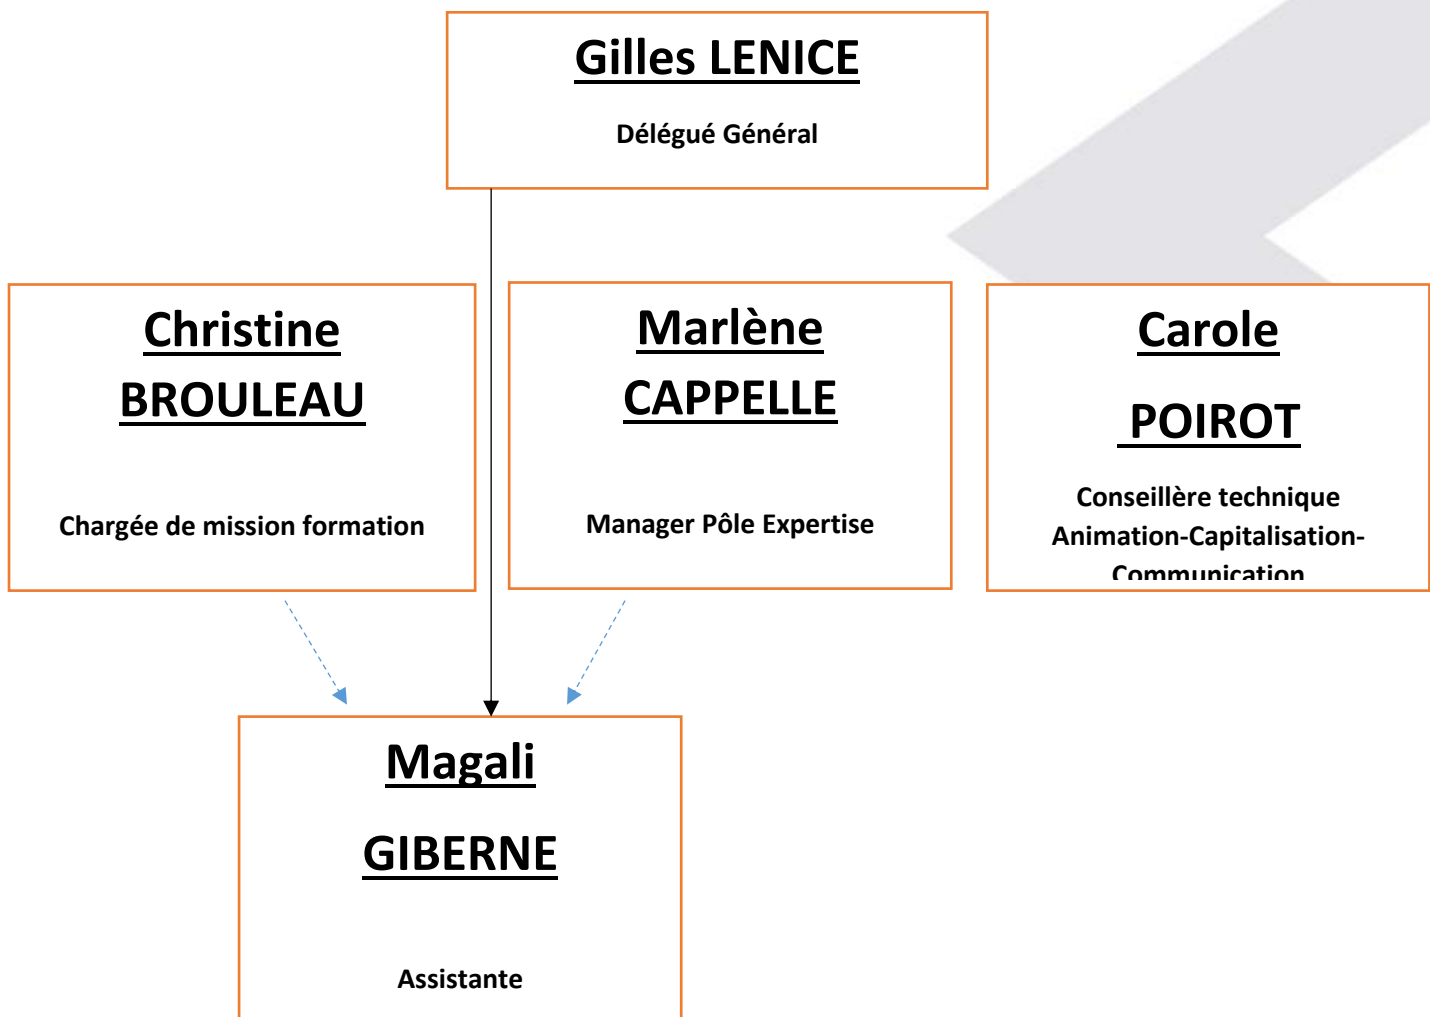 Gilles LENICE
Délégué Général
Christine
BROULEAU
Chargée de mission formation
Marlène
CAPPELLE
Manager Pôle Expertise
Carole
POIROT
Conseillère technique
Animation-Capitalisation-
Communication
Magali
GIBERNE
Assistante